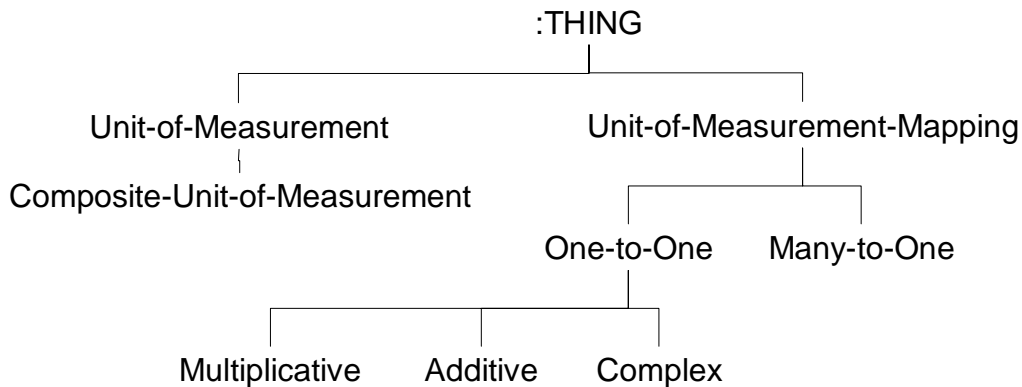 :THING
Unit-of-Measurement Unit-of-Measurement-Mapping
Composite-Unit-of-Measurement
One-to-One Many-to-One
Multiplicative Additive Complex